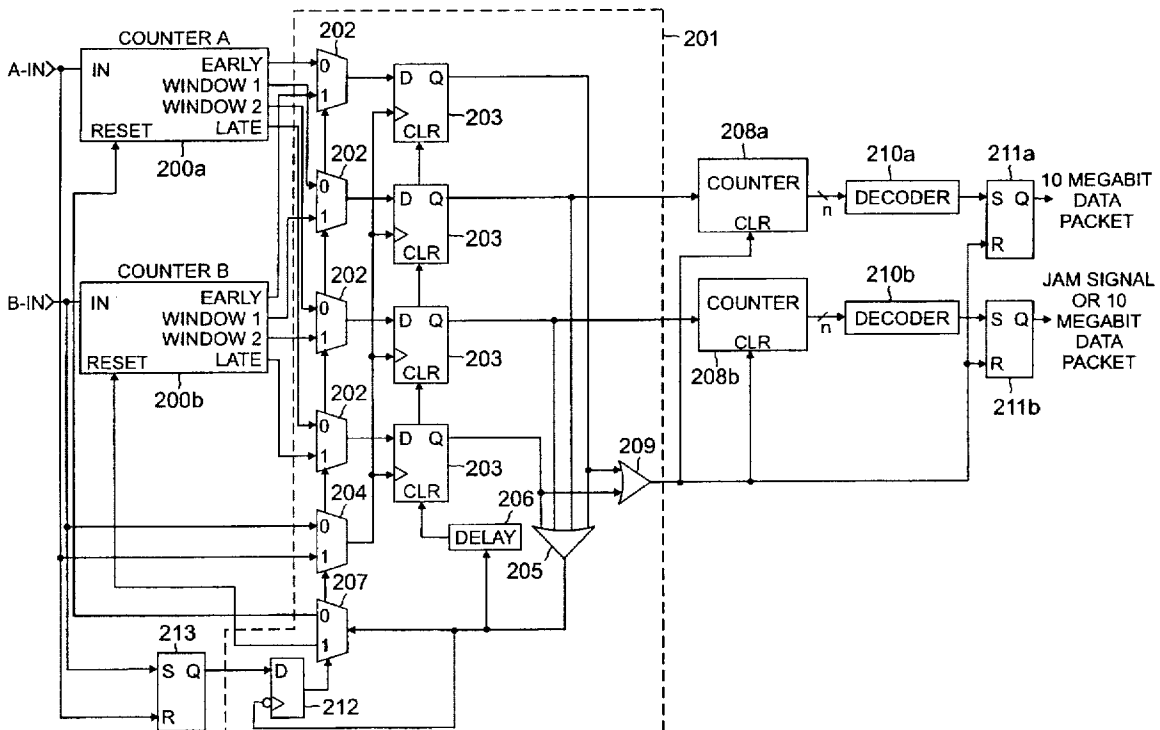 COUNTER A
A-IN
IN
EARLY
WINDOW 1
WINDOW 2
LATE
RESET
200a
202
0
1
D Q
CLR
203
201
202
0
1
D Q
CLR
203
208a
COUNTER
CLR
n
210a
DECODER
211a
S Q
R
10 MEGABIT
DATA
PACKET
COUNTER B
B-IN
IN
EARLY
WINDOW 1
WINDOW 2
LATE
RESET
200b
202
0
1
D Q
CLR
203
COUNTER
CLR
208b
n
210b
DECODER
S Q
R
211b
JAM SIGNAL
OR 10
MEGABIT
DATA
PACKET
202
0
1
D Q
CLR
203
209
204
0
1
206
DELAY
205
207
0
1
213
S Q
R
D
212